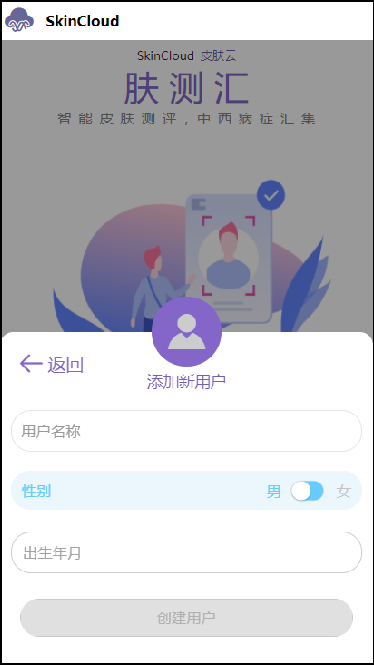 SkinCloud
SkinCloud 皮肤云
肤测汇
智能皮肤测评,中西病症汇集
返回
添加新用户
用户名称
性别 男 女
出生年月
创建用户